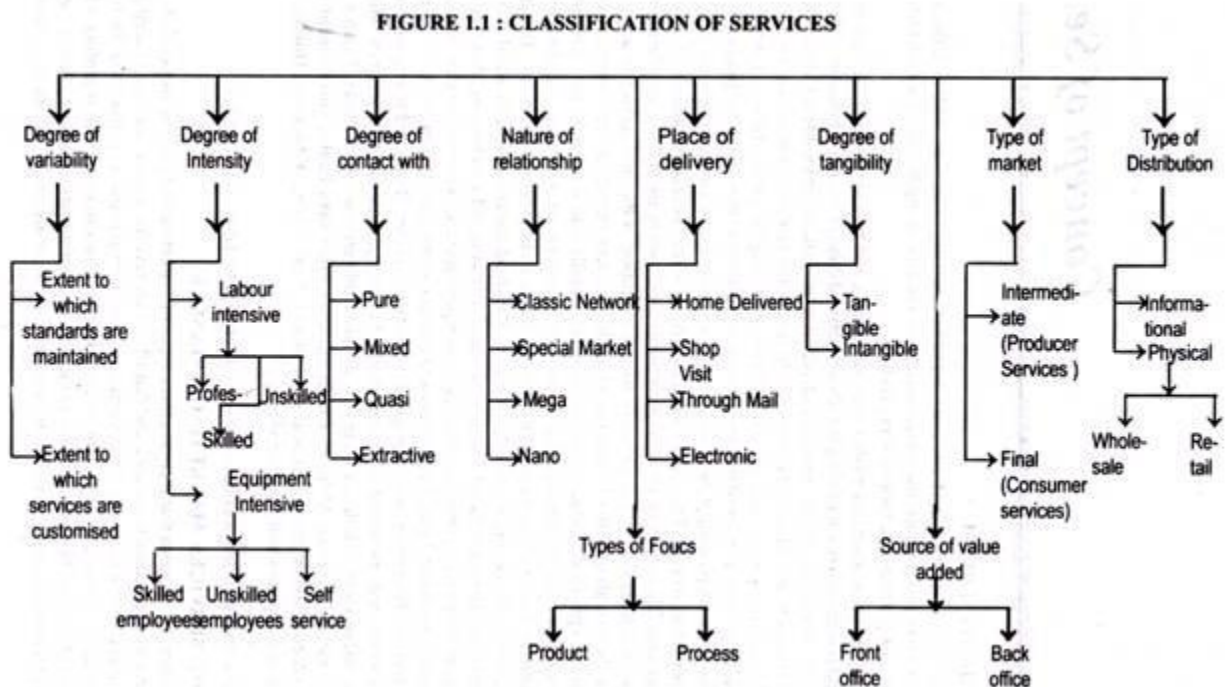 FIGURE 1.1 : CLASSIFICATION OF SERVICES
Degree of
variability
Extent to
which
standards are
maintained
Extent to
which
services are
customised
Degree of
Intensity
Labour
intensive
Profes-
Unskilled
Skilled
Equipment
Intensive
Skilled
employees
Unskilled
employees
Self
service
Degree of
contact with
Pure
Mixed
Quasi
Extractive
Nature of
relationship
Classic Network
Special Market
Mega
Nano
Types of Foucs
Product
Process
Place of
delivery
Home Delivered
Shop
Visit
Through Mail
Electronic
Degree of
tangibility
Tan-
gible
Intangible
Source of value
added
Front
office
Back
office
Type of
market
Intermedi-
ate
(Producer
Services )
Final
(Consumer
services)
Type of
Distribution
Informa-
tional
Physical
Whole-
sale
Re-
tail